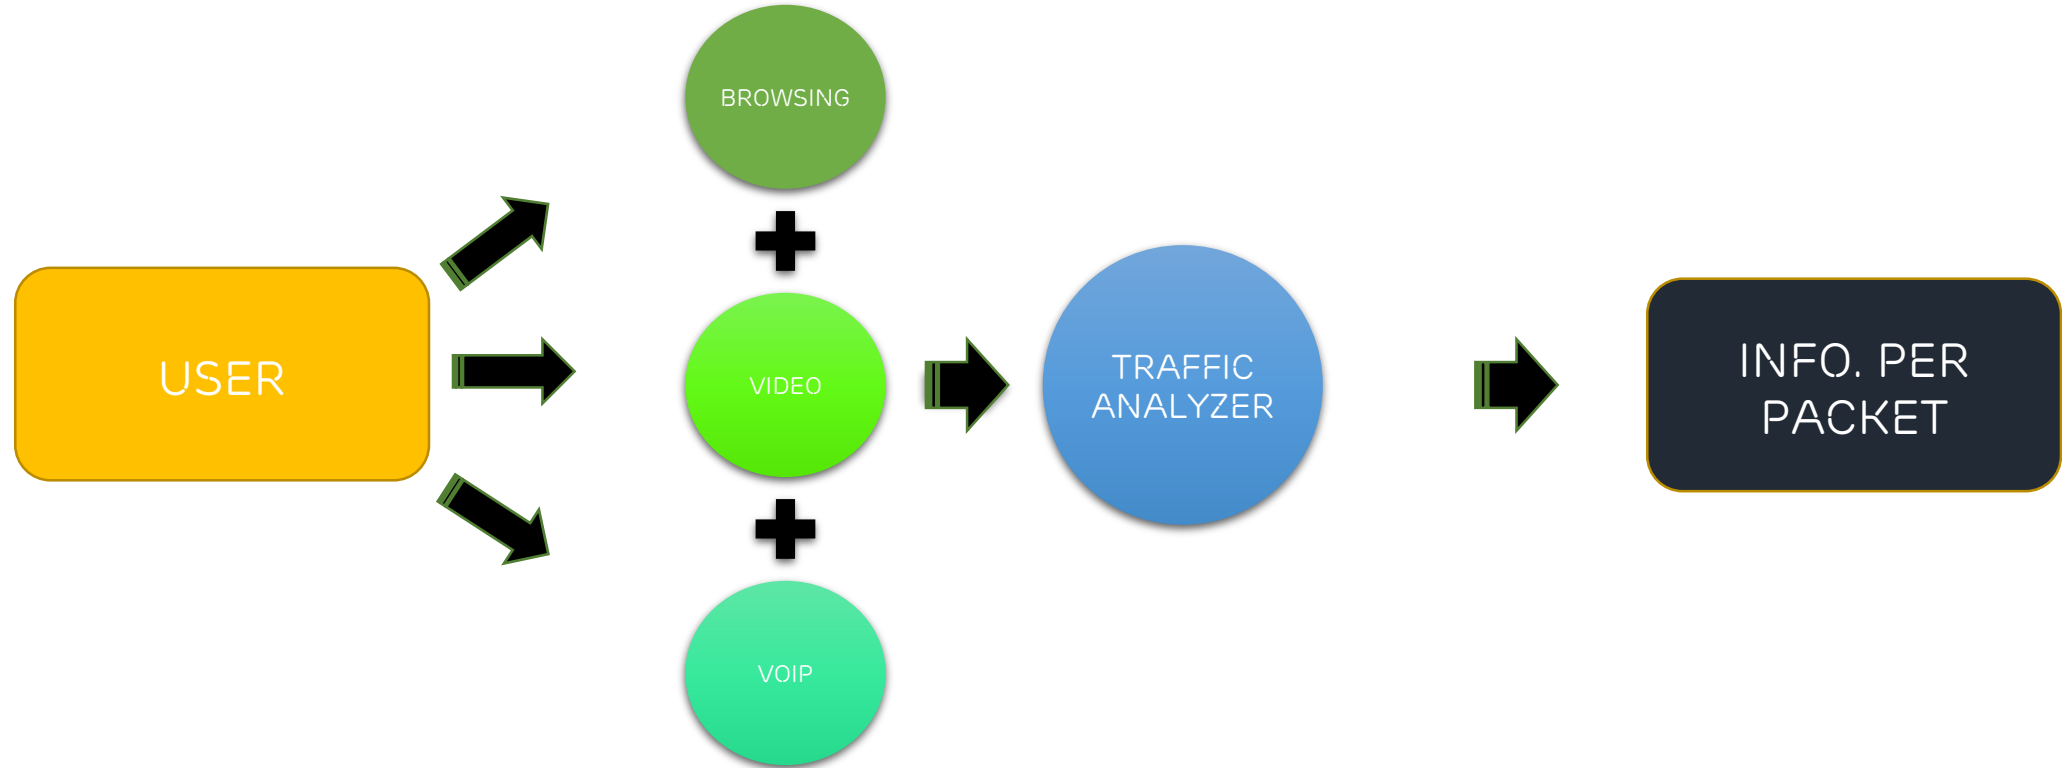 BROWSING
USER
VIDEO
VOIP
TRAFFIC
ANALYZER
INFO. PER
PACKET